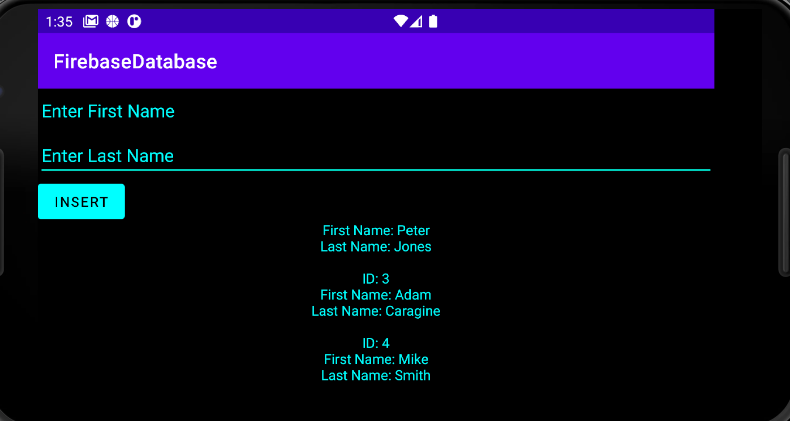 1:35
FirebaseDatabase
Enter First Name
Enter Last Name
INSERT
First Name: Peter
Last Name: Jones
ID: 3
First Name: Adam
Last Name: Caragine
ID: 4
First Name: Mike
Last Name: Smith